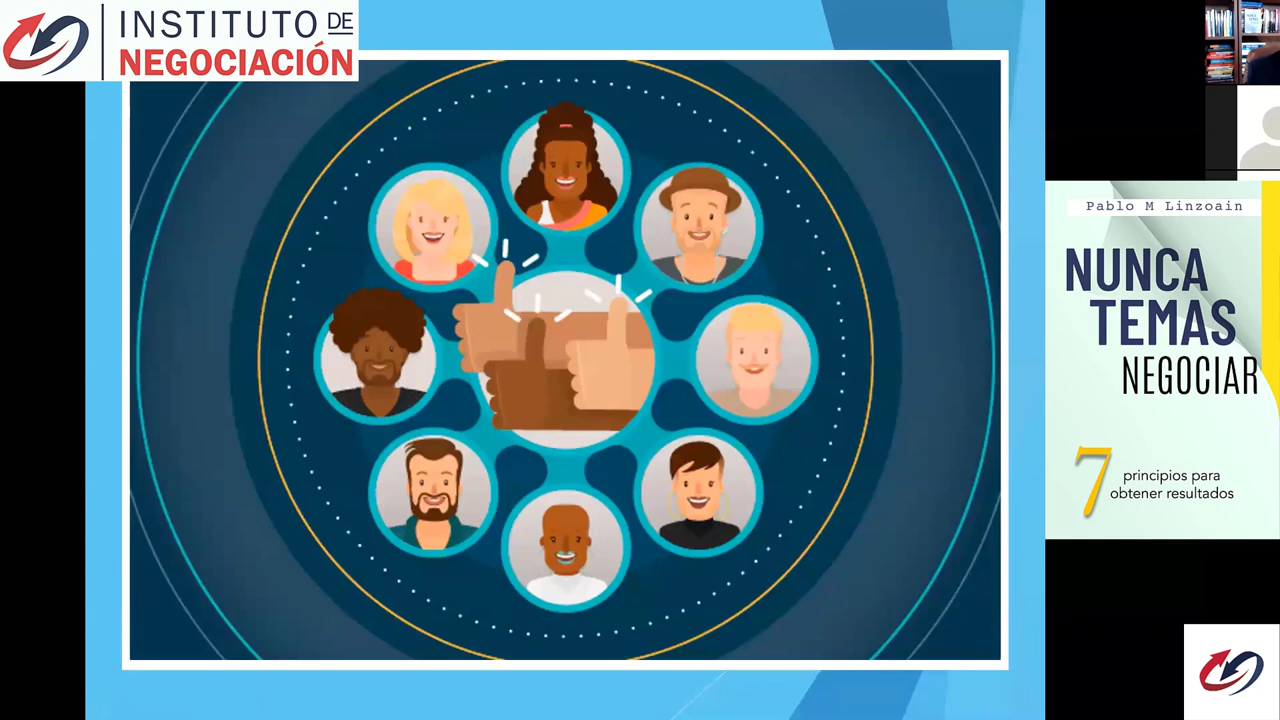 INSTITUTO DE
NEGOCIACIÓN
Pablo M Linzoain
NUNCA
TEMAS
NEGOCIAR
7 principios para
obtener resultados